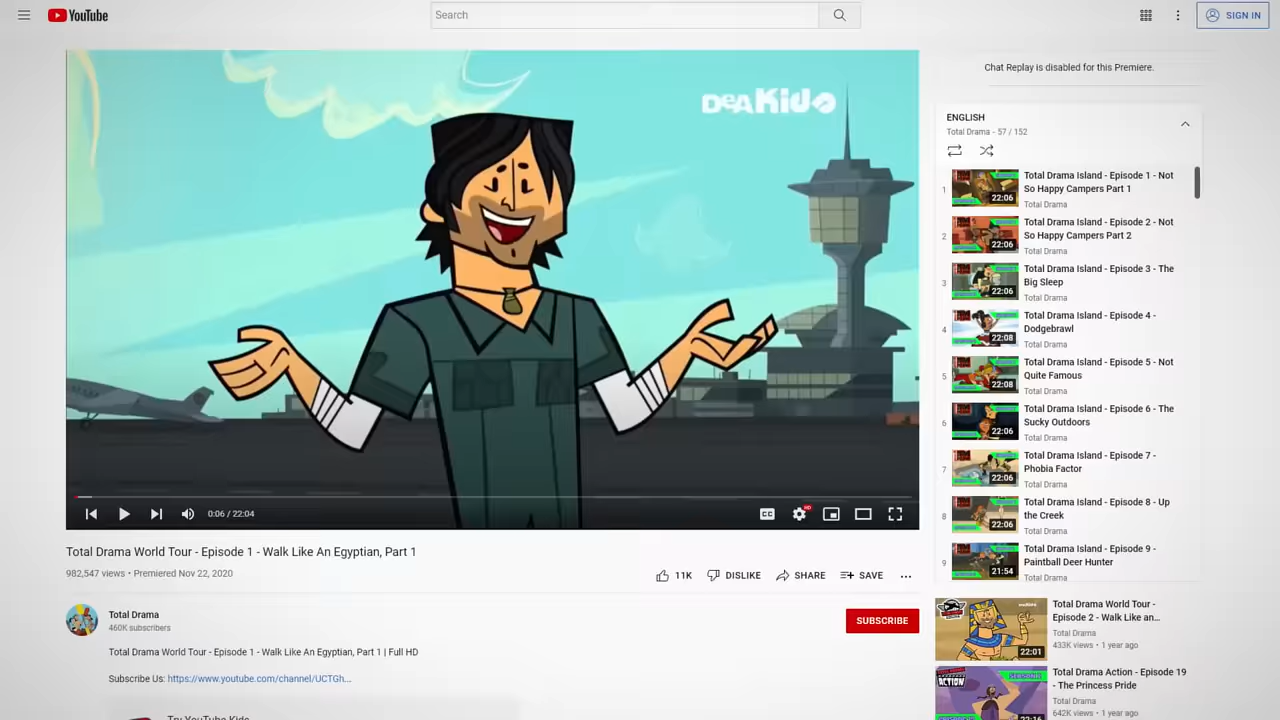 YouTube
Search
SIGN IN
DeAKids
0:06 / 22:04
CC
HD
Total Drama World Tour - Episode 1 - Walk Like An Egyptian, Part 1
982,547 views • Premiered Nov 22, 2020
11K
DISLIKE
SHARE
SAVE
Total Drama
460K subscribers
SUBSCRIBE
Total Drama World Tour - Episode 1 - Walk Like An Egyptian, Part 1 | Full HD
Subscribe Us: https://www.youtube.com/channel/UCTGh...
Try YouTube Kids
Chat Replay is disabled for this Premiere.
ENGLISH
Total Drama - 57 / 152
1
22:06
Total Drama Island - Episode 1 - Not
So Happy Campers Part 1
Total Drama
2
22:06
Total Drama Island - Episode 2 - Not
So Happy Campers Part 2
Total Drama
3
22:06
Total Drama Island - Episode 3 - The
Big Sleep
Total Drama
4
22:08
Total Drama Island - Episode 4 -
Dodgebrawl
Total Drama
5
22:08
Total Drama Island - Episode 5 - Not
Quite Famous
Total Drama
6
22:06
Total Drama Island - Episode 6 - The
Sucky Outdoors
Total Drama
7
22:06
Total Drama Island - Episode 7 -
Phobia Factor
Total Drama
8
22:06
Total Drama Island - Episode 8 - Up
the Creek
Total Drama
9
21:54
Total Drama Island - Episode 9 -
Paintball Deer Hunter
Total Drama
22:01
Total Drama World Tour -
Episode 2 - Walk Like an...
Total Drama
433K views • 1 year ago
ACTION
22:16
Total Drama Action - Episode 19
- The Princess Pride
Total Drama
642K views • 1 year ago